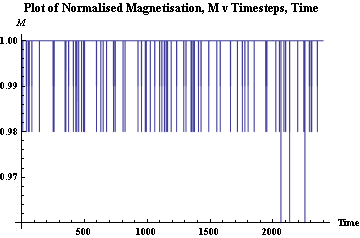 Plot of Normalised Magnetisation, M v Timesteps, Time
M
1.00
0.99
0.98
0.97
500 1000 1500 2000 Time